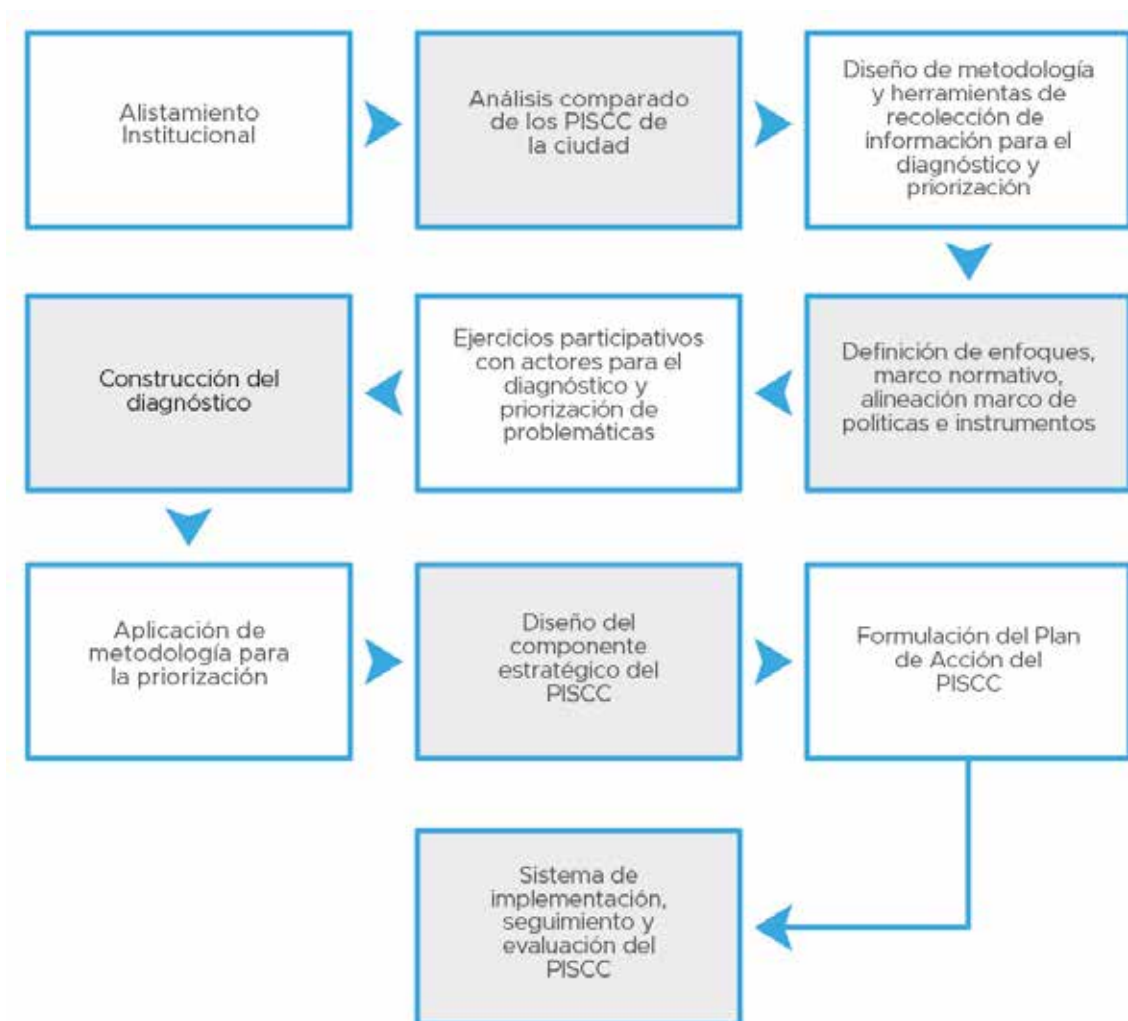 Alistamiento
Institucional
Análisis comparado
de los PISCC de
la ciudad
Diseño de metodología
y herramientas de
recolección de
información para el
diagnóstico y
priorización
Definición de enfoques,
marco normativo,
alineación marco de
políticas e instrumentos
Ejercicios participativos
con actores para el
diagnóstico y
priorización de
problemáticas
Construcción del
diagnóstico
Aplicación de
metodología para
la priorización
Diseño del
componente
estratégico del
PISCC
Formulación del Plan
de Acción del
PISCC
Sistema de
implementación,
seguimiento y
evaluación del
PISCC